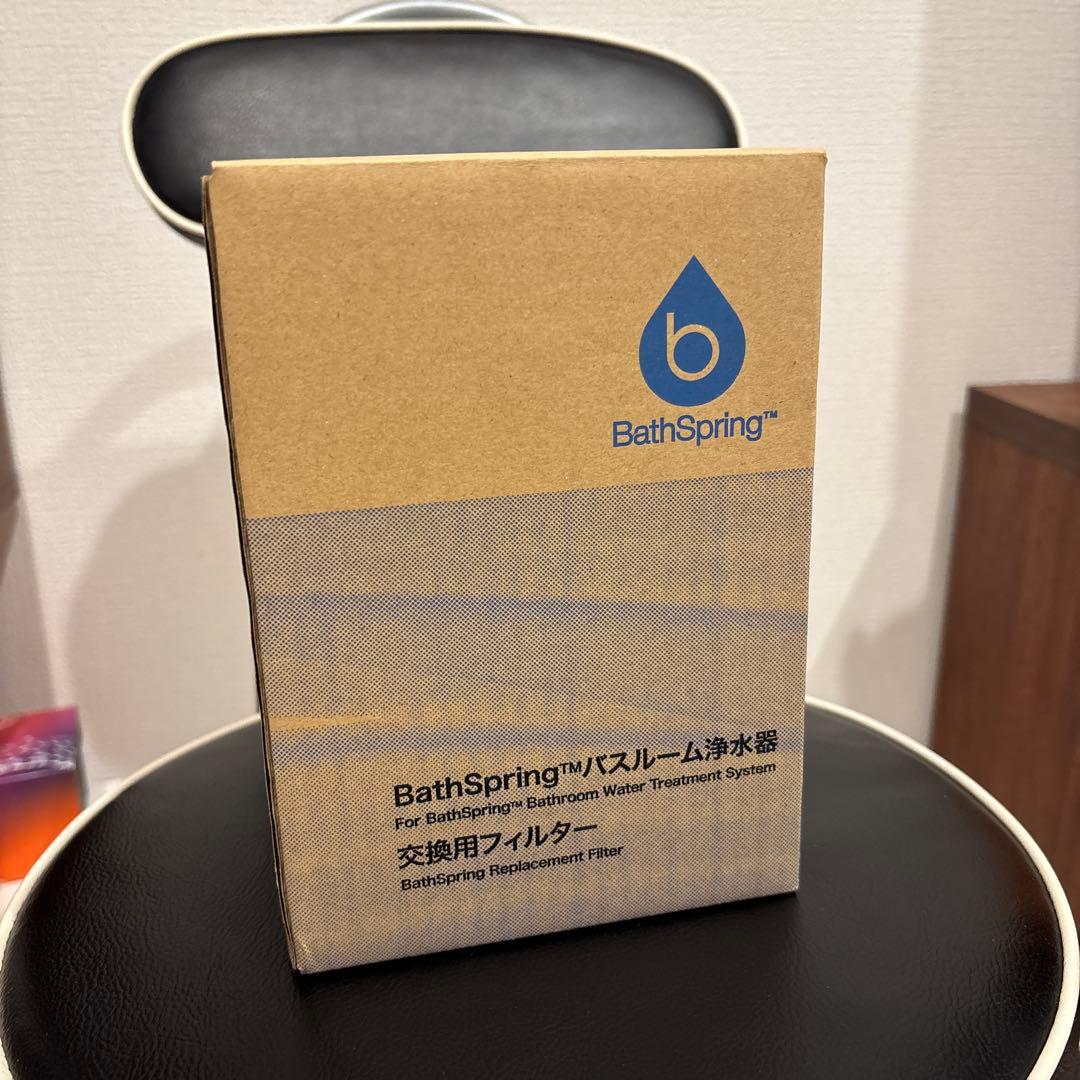 b
BathSpring™
BathSpring™バスルーム浄水器
For BathSpring™ Bathroom Water Treatment System
交換用フィルター
BathSpring Replacement Filter